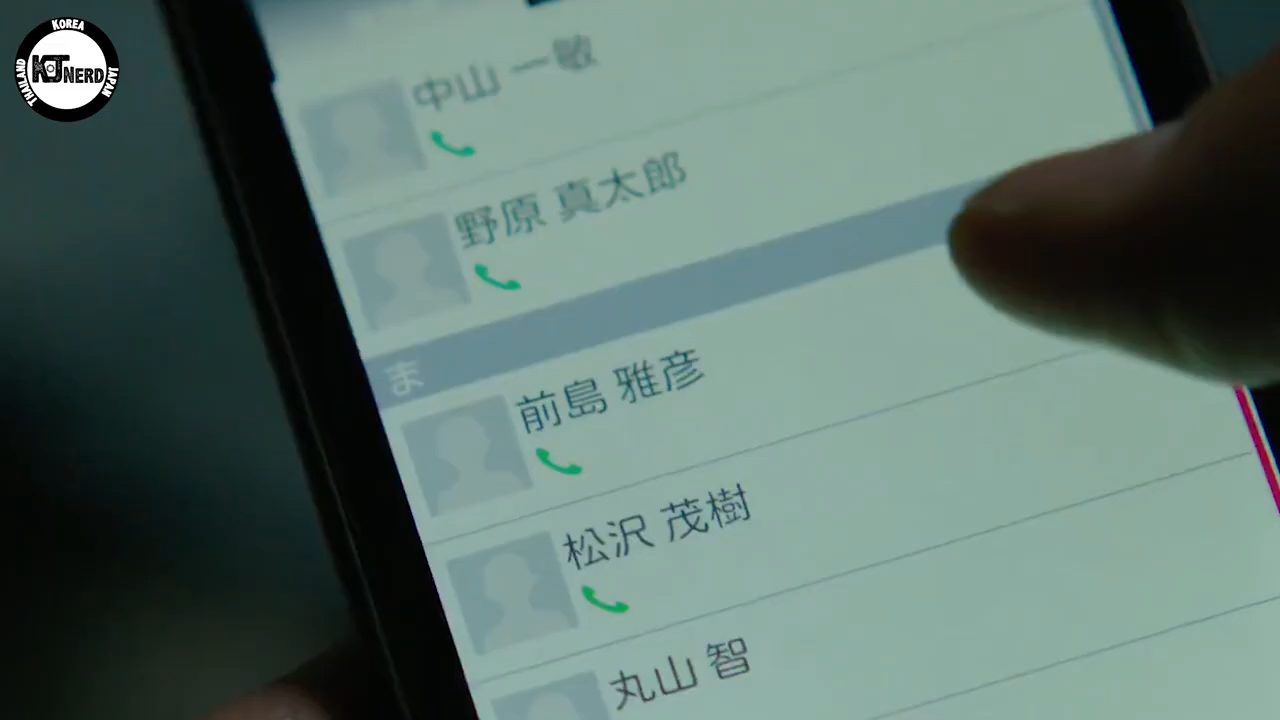 KOREA
THAILAND
KJTNERD
JAPAN
中山 一敏
野原 真太郎
ま
前島 雅彦
松沢 茂樹
丸山 智